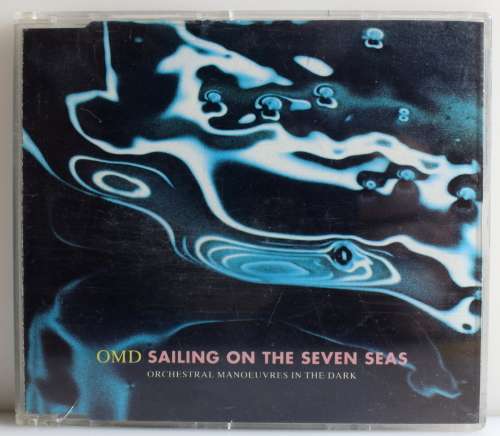 OMD SAILING ON THE SEVEN SEAS
ORCHESTRAL MANOEUVRES IN THE DARK